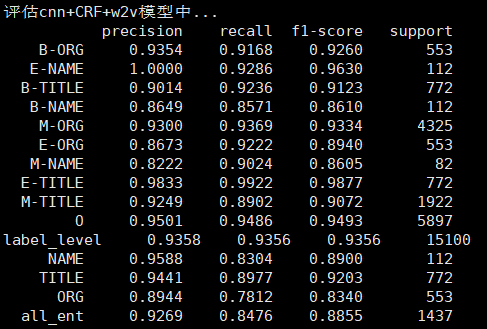 评估cnn+CRF+w2v模型中...
precision recall f1-score support
B-ORG 0.9354 0.9168 0.9260 553
E-NAME 1.0000 0.9286 0.9630 112
B-TITLE 0.9014 0.9236 0.9123 772
B-NAME 0.8649 0.8571 0.8610 112
M-ORG 0.9300 0.9369 0.9334 4325
E-ORG 0.8673 0.9222 0.8940 553
M-NAME 0.8222 0.9024 0.8605 82
E-TITLE 0.9833 0.9922 0.9877 772
M-TITLE 0.9249 0.8902 0.9072 1922
O 0.9501 0.9486 0.9493 5897
label_level 0.9358 0.9356 0.9356 15100
NAME 0.9588 0.8304 0.8900 112
TITLE 0.9441 0.8977 0.9203 772
ORG 0.8944 0.7812 0.8340 553
all_ent 0.9269 0.8476 0.8855 1437